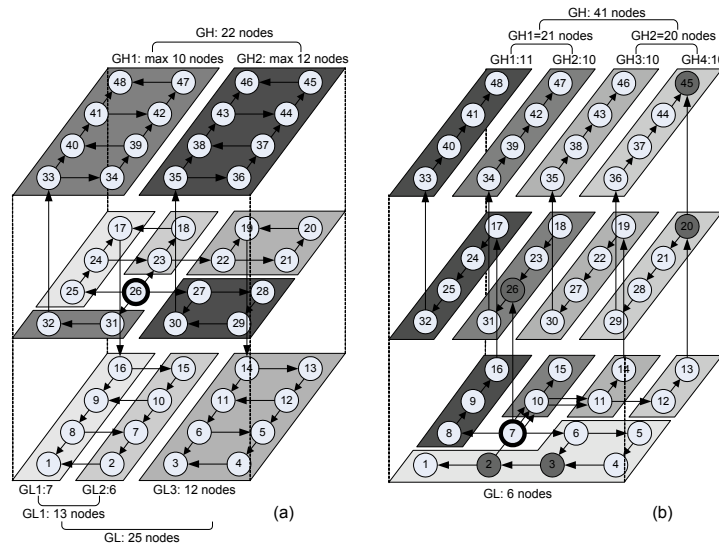 GH: 22 nodes
GH1: max 10 nodes GH2: max 12 nodes
48 47 46 45
41 42 43 44
40 39 38 37
33 34 35 36
17 18 19 20
24 23 22 21
25 26 27 28
32 31 30 29
16 15 14 13
9 10 11 12
8 7 6 5
1 2 3 4
GL1:7 GL2:6 GL3: 12 nodes
GL1: 13 nodes
GL: 25 nodes
(a)
GH: 41 nodes
GH1=21 nodes GH2=20 nodes
GH1:11 GH2:10 GH3:10 GH4:10
48 47 46 45
41 42 43 44
40 39 38 37
33 34 35 36
17 18 19 20
24 23 22 21
25 26 27 28
32 31 30 29
16 15 14 13
9 10 11 12
8 7 6 5
1 2 3 4
GL: 6 nodes
(b)